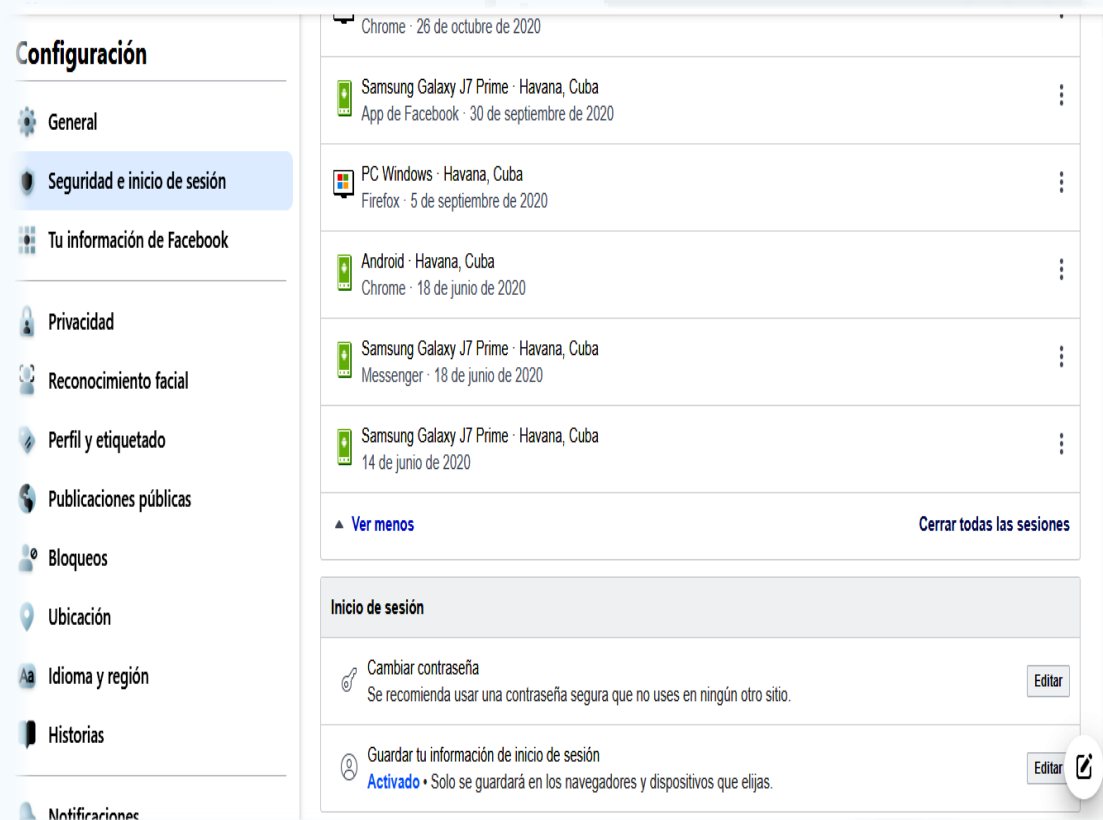 Configuración
General
Seguridad e inicio de sesión
Tu información de Facebook
Privacidad
Reconocimiento facial
Perfil y etiquetado
Publicaciones públicas
Bloqueos
Ubicación
Aa Idioma y región
Historias
Notificaciones
Chrome · 26 de octubre de 2020
Samsung Galaxy J7 Prime · Havana, Cuba
App de Facebook · 30 de septiembre de 2020
PC Windows · Havana, Cuba
Firefox · 5 de septiembre de 2020
Android · Havana, Cuba
Chrome · 18 de junio de 2020
Samsung Galaxy J7 Prime · Havana, Cuba
Messenger · 18 de junio de 2020
Samsung Galaxy J7 Prime · Havana, Cuba
14 de junio de 2020
Ver menos
Cerrar todas las sesiones
Inicio de sesión
Cambiar contraseña
Se recomienda usar una contraseña segura que no uses en ningún otro sitio.
Editar
Guardar tu información de inicio de sesión
Activado • Solo se guardará en los navegadores y dispositivos que elijas.
Editar